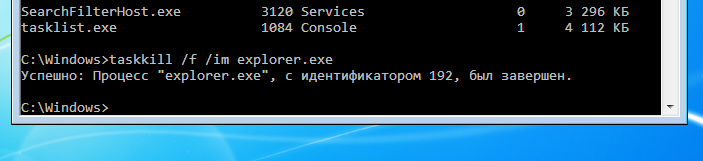 SearchFilterHost.exe 3120 Services 0 3 296 КБ
tasklist.exe 1084 Console 1 4 112 КБ
C:\Windows>taskkill /f /im explorer.exe
Успешно: Процесс "explorer.exe", с идентификатором 192, был завершен.
C:\Windows>